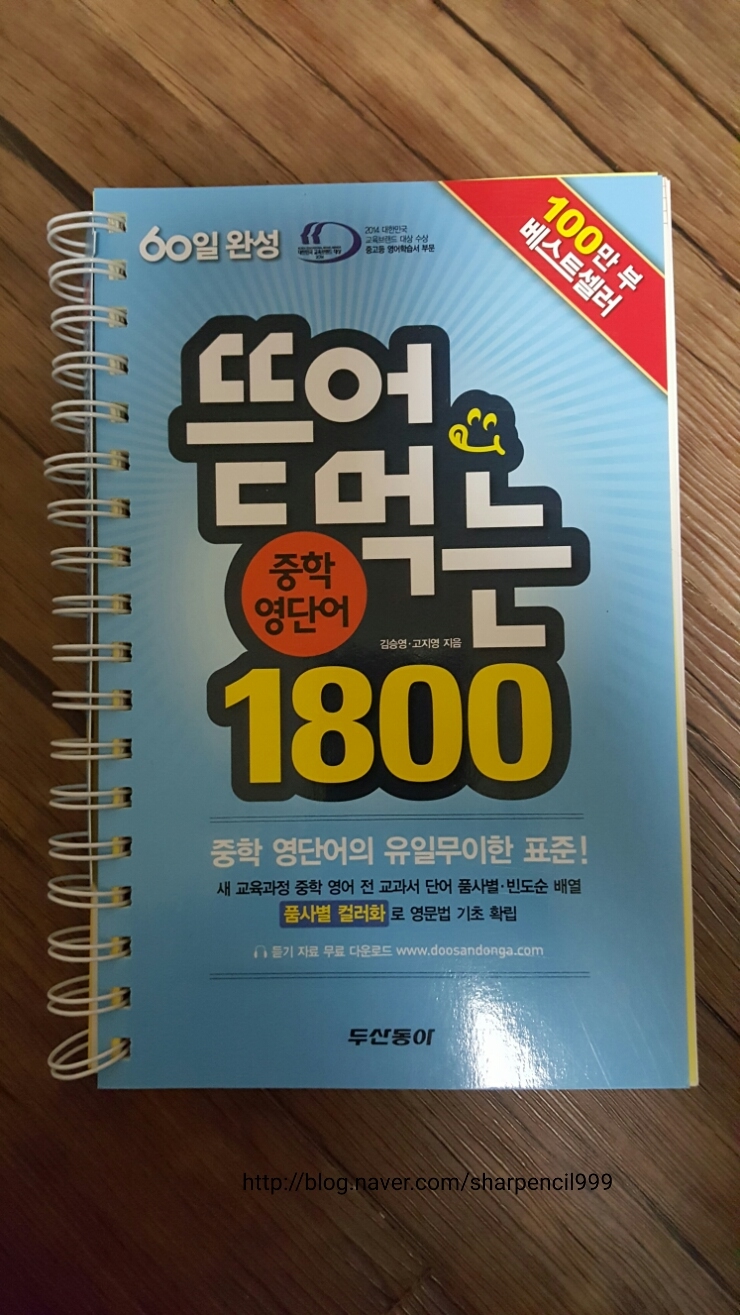 60일 완성
2014 대한민국
교육브랜드 대상 수상
중고등 영어학습서 부문
100만 부
베스트셀러
뜯어
먹는
중학
영단어
김승영·고지영 지음
1800
중학 영단어의 유일무이한 표준!
새 교육과정 중학 영어 전 교과서 단어 품사별·빈도순 배열
품사별 컬러화로 영문법 기초 확립
듣기 자료 무료 다운로드 www.doosandonga.com
두산동아
http://blog.naver.com/sharpencil999